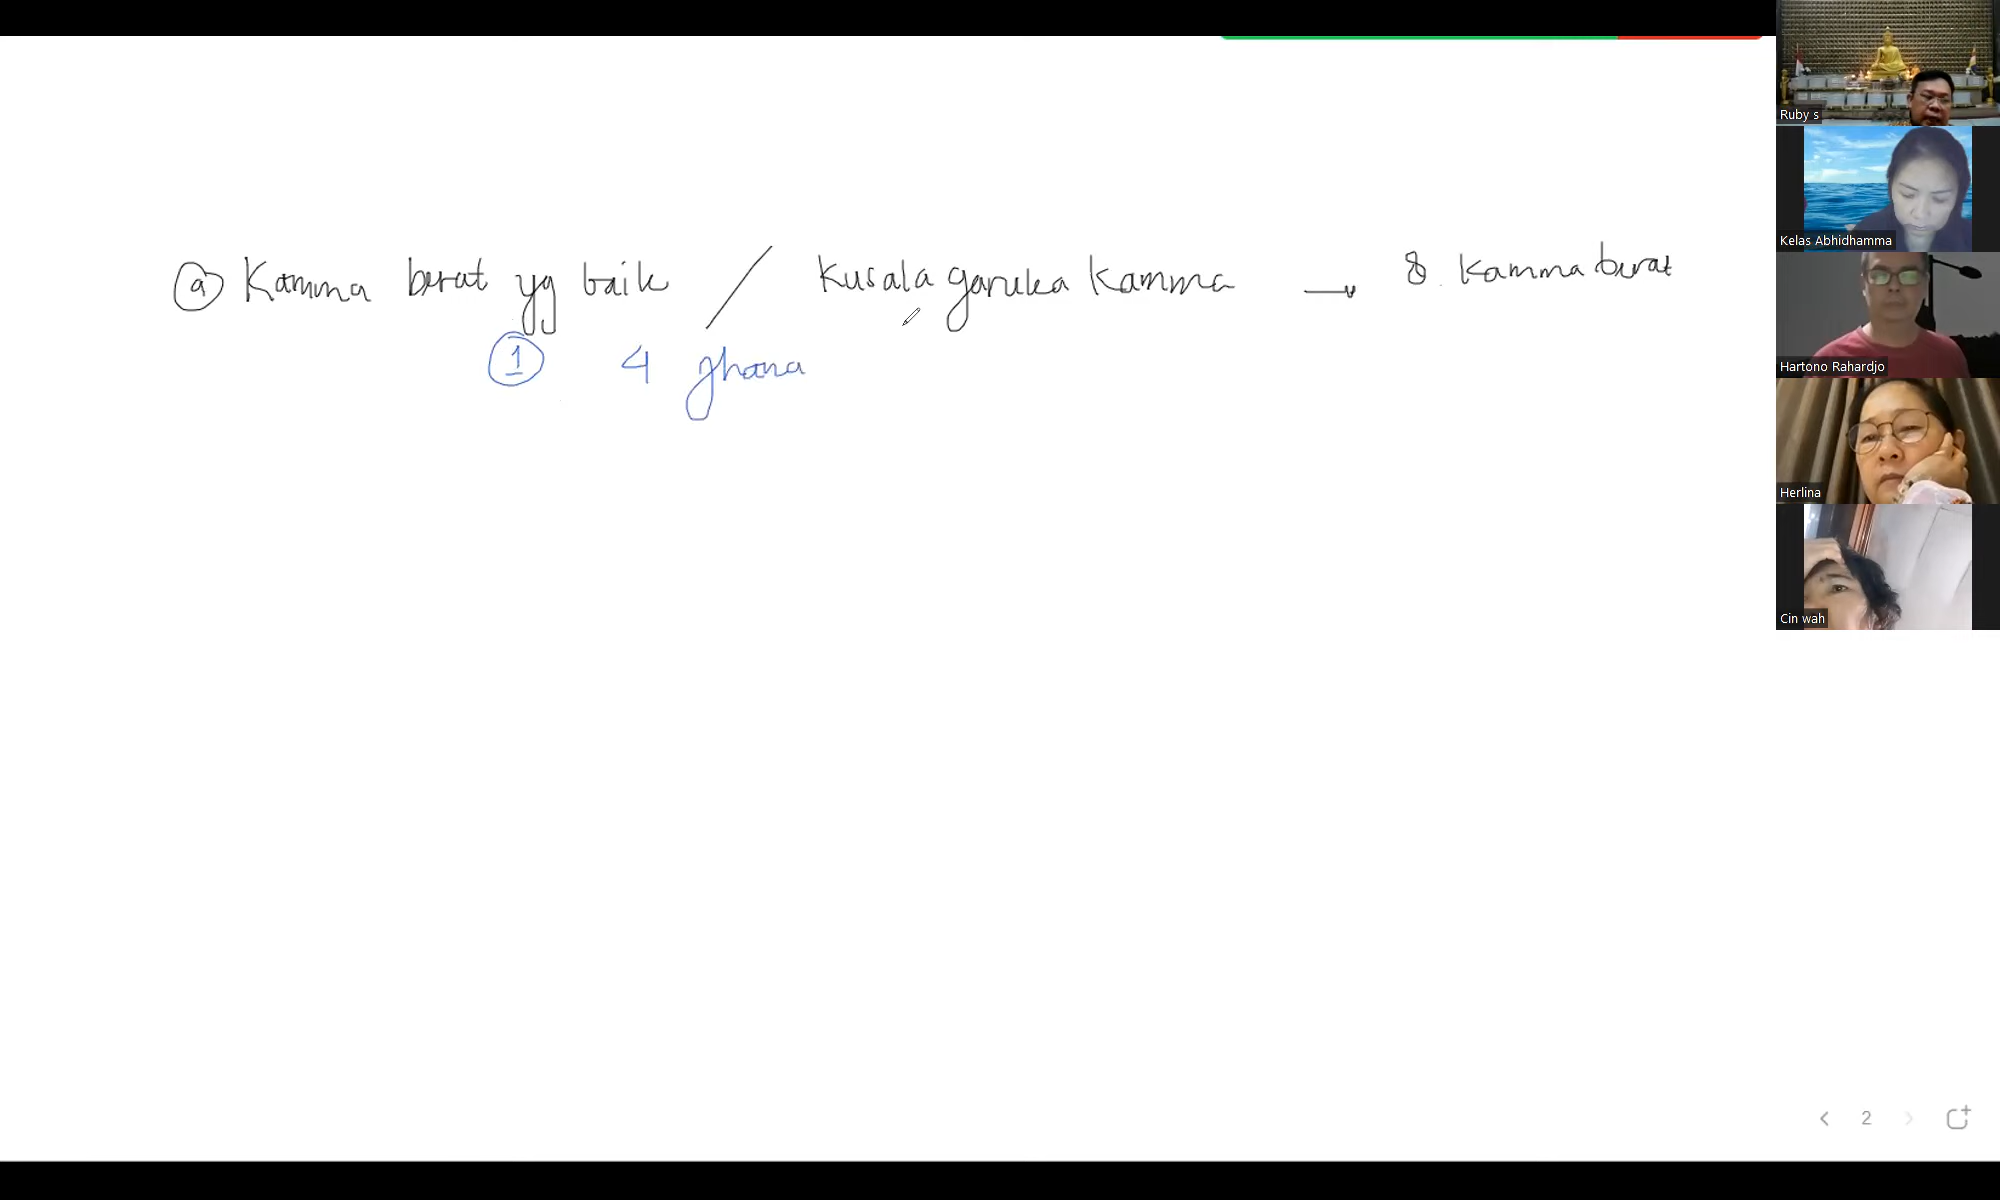 ⓐ Kamma berat yg baik / Kusala garuka kamma → 8 kamma berat
① 4 jhana
Ruby s
Kelas Abhidhamma
Hartono Rahardjo
Herlina
Cin wah
2